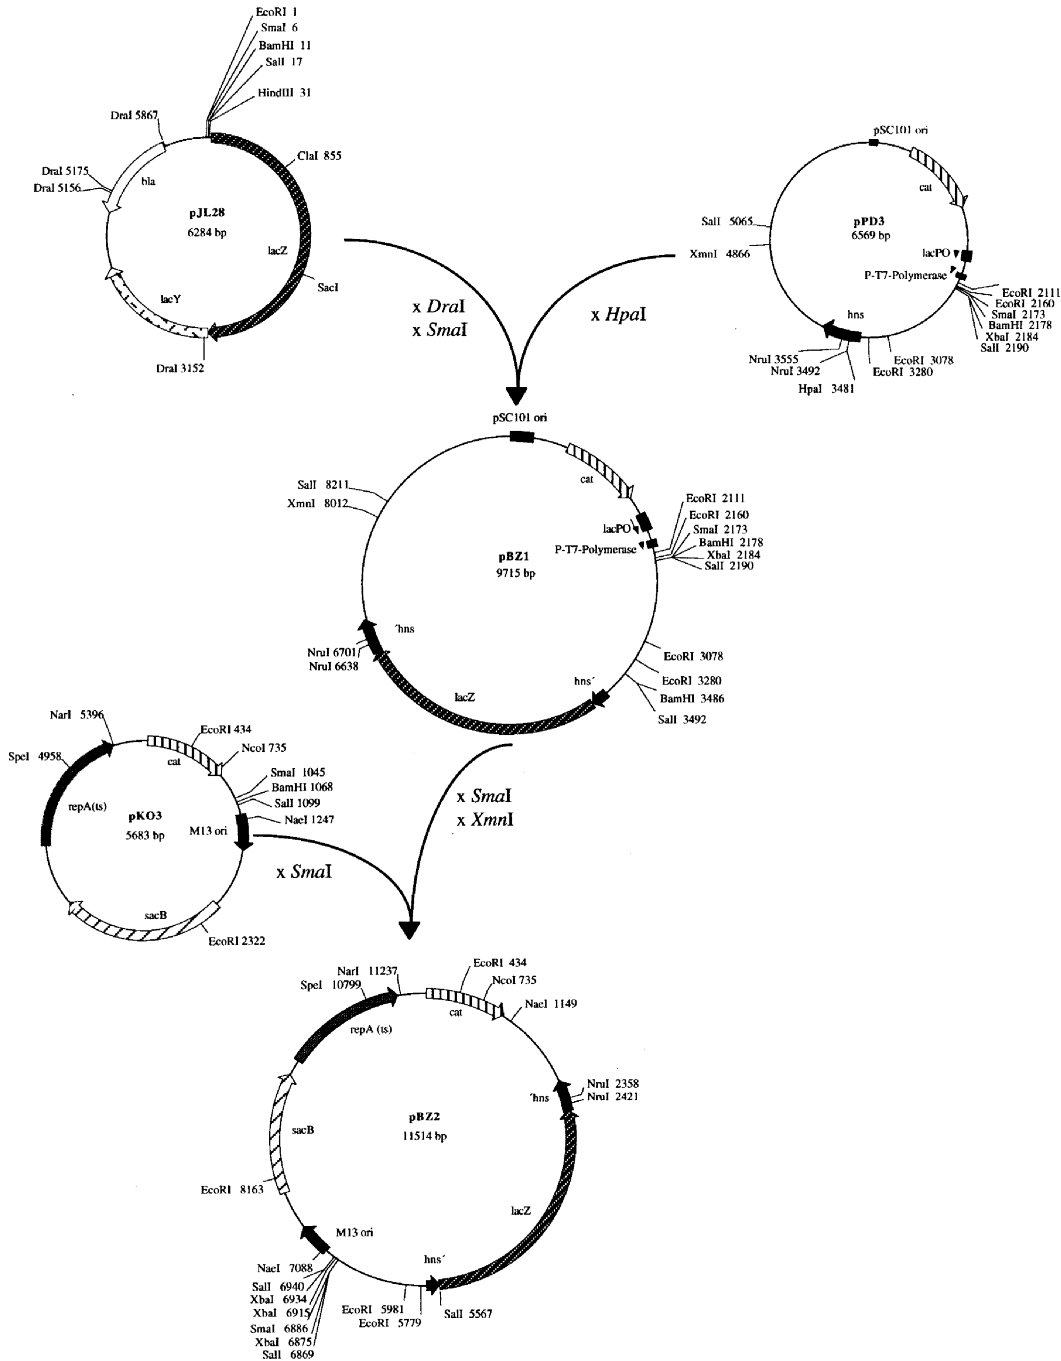 EcoRI 1
SmaI 6
BamHI 11
SalI 17
HindIII 31
DraI 5867
ClaI 855
DraI 5175
DraI 5156
bla
pJL28
6284 bp
lacZ
SacI
lacY
DraI 3152
x DraI
x SmaI
x HpaI
pSC101 ori
cat
SalI 5065
pPD3
6569 bp
XmnI 4866
lacPO
P-T7-Polymerase
EcoRI 2111
EcoRI 2160
SmaI 2173
BamHI 2178
XbaI 2184
SalI 2190
hns
NruI 3555
NruI 3492
HpaI 3481
EcoRI 3078
EcoRI 3280
pSC101 ori
cat
SalI 8211
XmnI 8012
lacPO
P-T7-Polymerase
EcoRI 2111
EcoRI 2160
SmaI 2173
BamHI 2178
XbaI 2184
SalI 2190
pBZ1
9715 bp
´hns
NruI 6701
NruI 6638
lacZ
hns´
EcoRI 3078
EcoRI 3280
BamHI 3486
SalI 3492
NarI 5396
EcoRI 434
SpeI 4958
cat
NcoI 735
SmaI 1045
BamHI 1068
SalI 1099
NaeI 1247
repA(ts)
pKO3
5683 bp
M13 ori
sacB
EcoRI 2322
x SmaI
x SmaI
x XmnI
NarI 11237
SpeI 10799
EcoRI 434
NcoI 735
NaeI 1149
cat
repA (ts)
NruI 2358
NruI 2421
´hns
pBZ2
11514 bp
sacB
EcoRI 8163
lacZ
M13 ori
hns´
NaeI 7088
SalI 6940
XbaI 6934
XbaI 6915
SmaI 6886
XbaI 6875
SalI 6869
EcoRI 5981
EcoRI 5779
SalI 5567